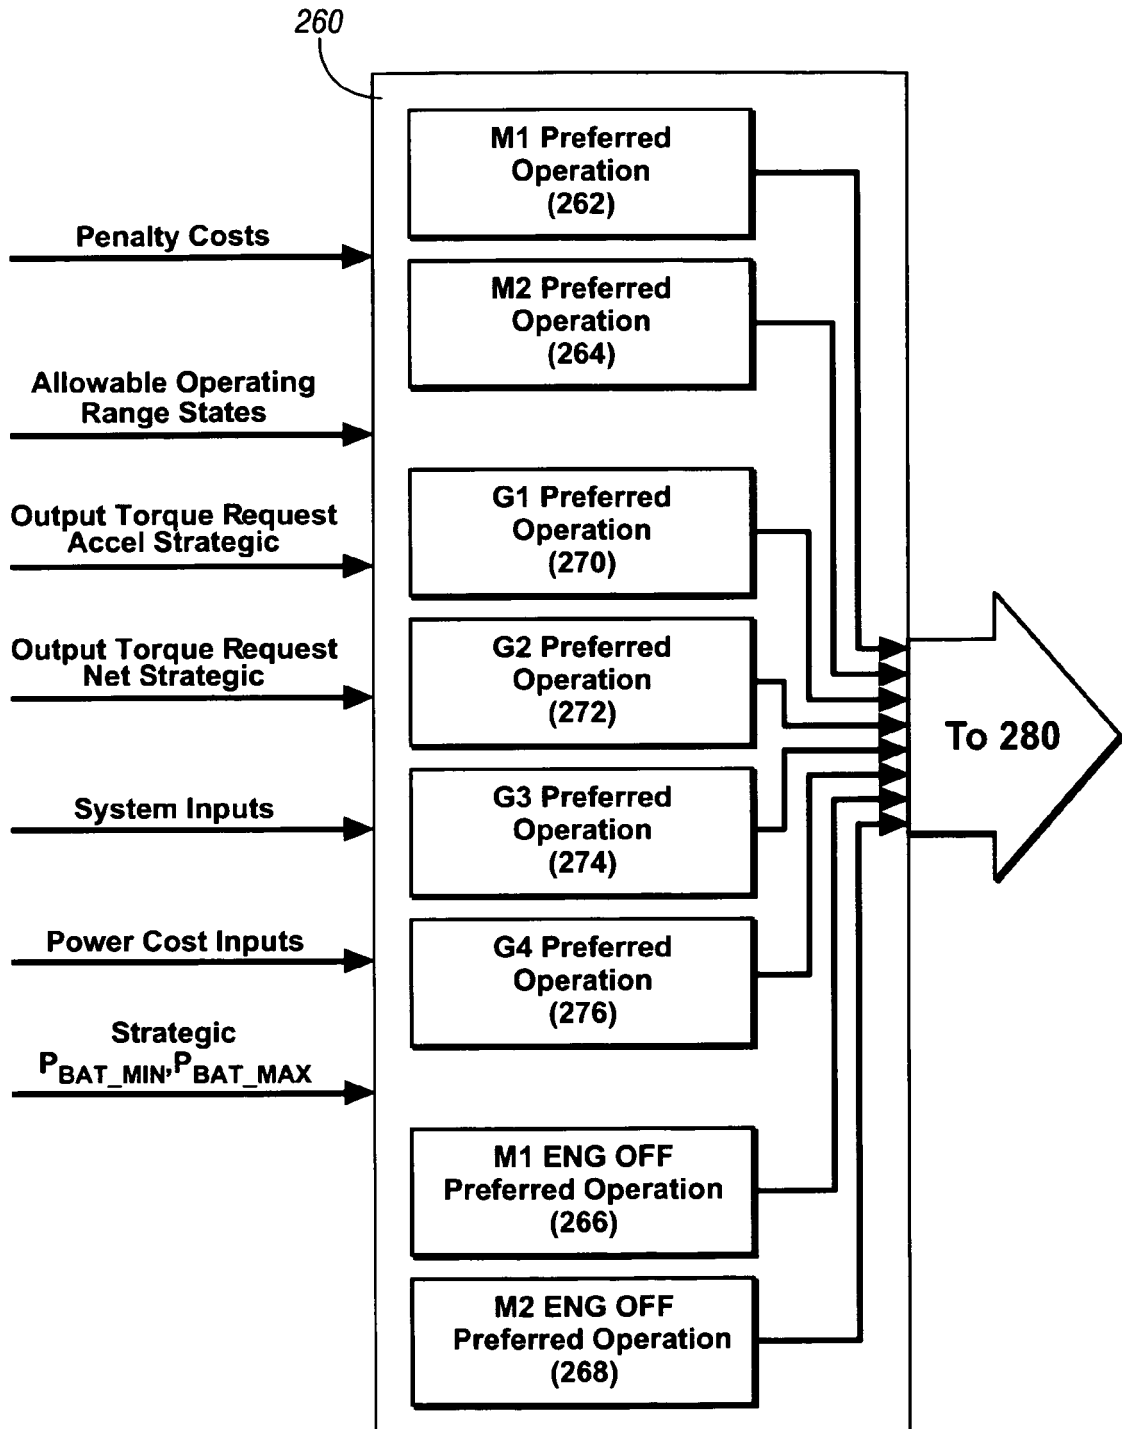 260
M1 Preferred
Operation
(262)
Penalty Costs
M2 Preferred
Operation
(264)
Allowable Operating
Range States
G1 Preferred
Operation
(270)
Output Torque Request
Accel Strategic
G2 Preferred
Operation
(272)
Output Torque Request
Net Strategic
To 280
G3 Preferred
Operation
(274)
System Inputs
G4 Preferred
Operation
(276)
Power Cost Inputs
Strategic
PBAT_MIN,PBAT_MAX
M1 ENG OFF
Preferred Operation
(266)
M2 ENG OFF
Preferred Operation
(268)